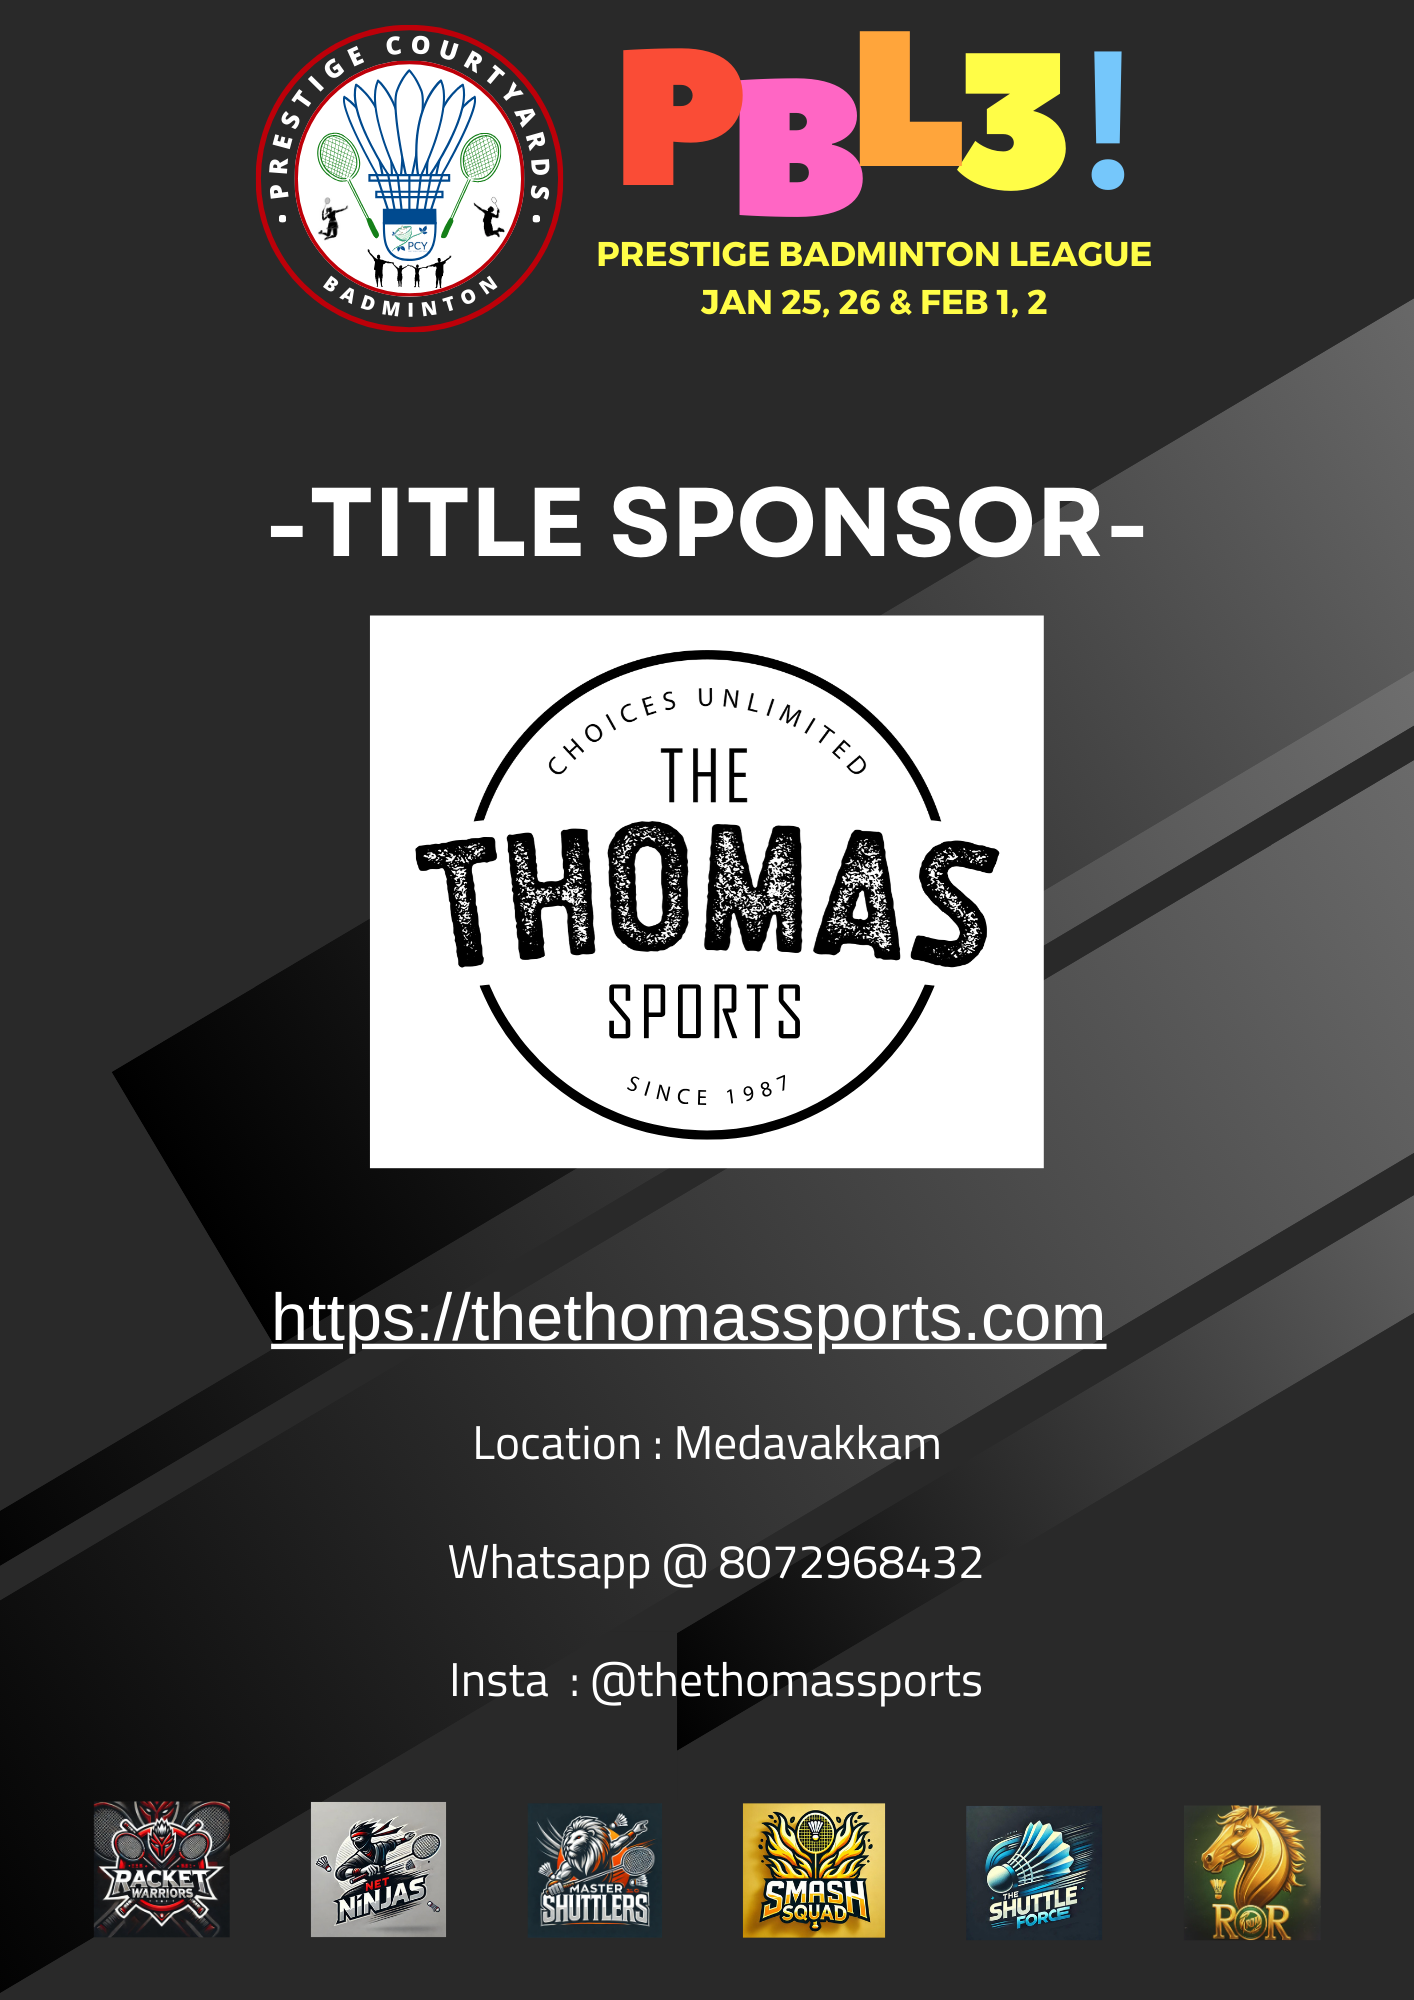 PRESTIGE COURTYARDS
BADMINTON
PCY
PBL3!
PRESTIGE BADMINTON LEAGUE
JAN 25, 26 & FEB 1, 2
-TITLE SPONSOR-
CHOICES UNLIMITED
THE
THOMAS
SPORTS
SINCE 1987
https://thethomassports.com
Location : Medavakkam
Whatsapp @ 8072968432
Insta : @thethomassports
RACKET
WARRIORS
NET
NiNJAS
MASTER
SHUTTLERS
SMASH
SQUAD
THE
SHUTTLE
FORCE
ROR